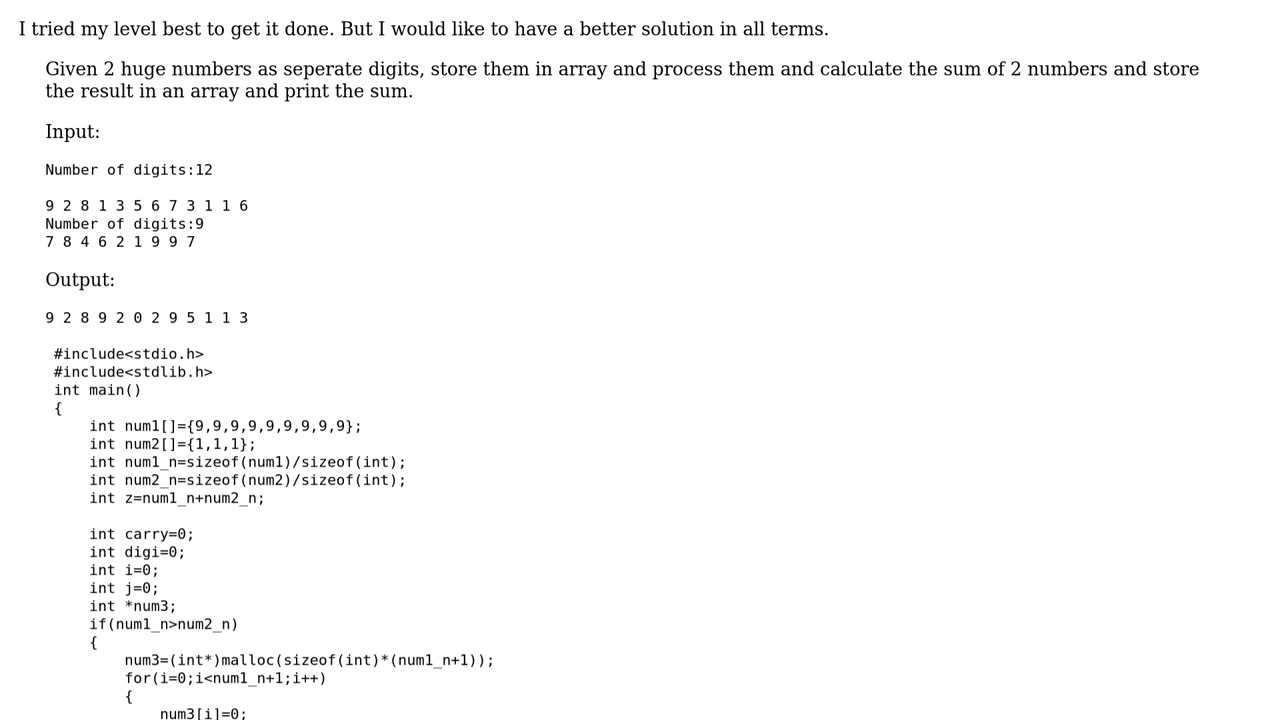 I tried my level best to get it done. But I would like to have a better solution in all terms.
Given 2 huge numbers as seperate digits, store them in array and process them and calculate the sum of 2 numbers and store
the result in an array and print the sum.
Input:
Number of digits:12
9 2 8 1 3 5 6 7 3 1 1 6
Number of digits:9
7 8 4 6 2 1 9 9 7
Output:
9 2 8 9 2 0 2 9 5 1 1 3
#include<stdio.h>
#include<stdlib.h>
int main()
{
    int num1[]={9,9,9,9,9,9,9,9,9};
    int num2[]={1,1,1};
    int num1_n=sizeof(num1)/sizeof(int);
    int num2_n=sizeof(num2)/sizeof(int);
    int z=num1_n+num2_n;
    int carry=0;
    int digi=0;
    int i=0;
    int j=0;
    int *num3;
    if(num1_n>num2_n)
    {
        num3=(int*)malloc(sizeof(int)*(num1_n+1));
        for(i=0;i<num1_n+1;i++)
        {
            num3[i]=0;